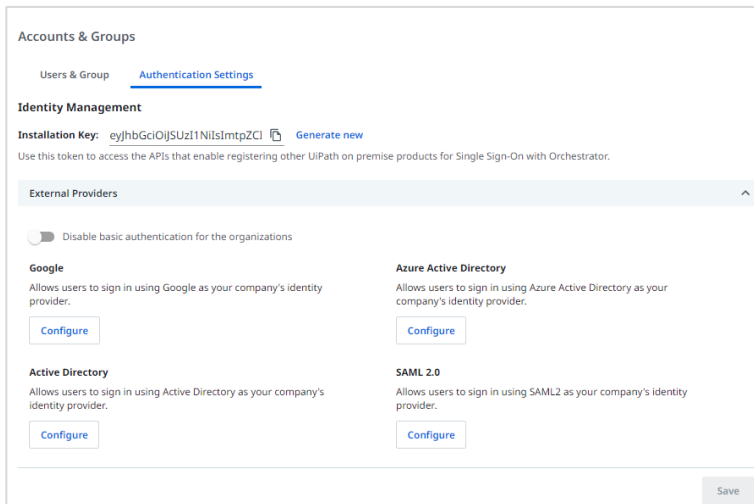 Accounts & Groups
Users & Group
Authentication Settings
Identity Management
Installation Key: eyJhbGciOiJSUzI1NiIsImtpZCI Generate new
Use this token to access the APIs that enable registering other UiPath on premise products for Single Sign-On with Orchestrator.
External Providers
Disable basic authentication for the organizations
Google
Allows users to sign in using Google as your company's identity
provider.
Configure
Azure Active Directory
Allows users to sign in using Azure Active Directory as your
company's identity provider.
Configure
Active Directory
Allows users to sign in using Active Directory as your company's
identity provider.
Configure
SAML 2.0
Allows users to sign in using SAML2 as your company's identity
provider.
Configure
Save